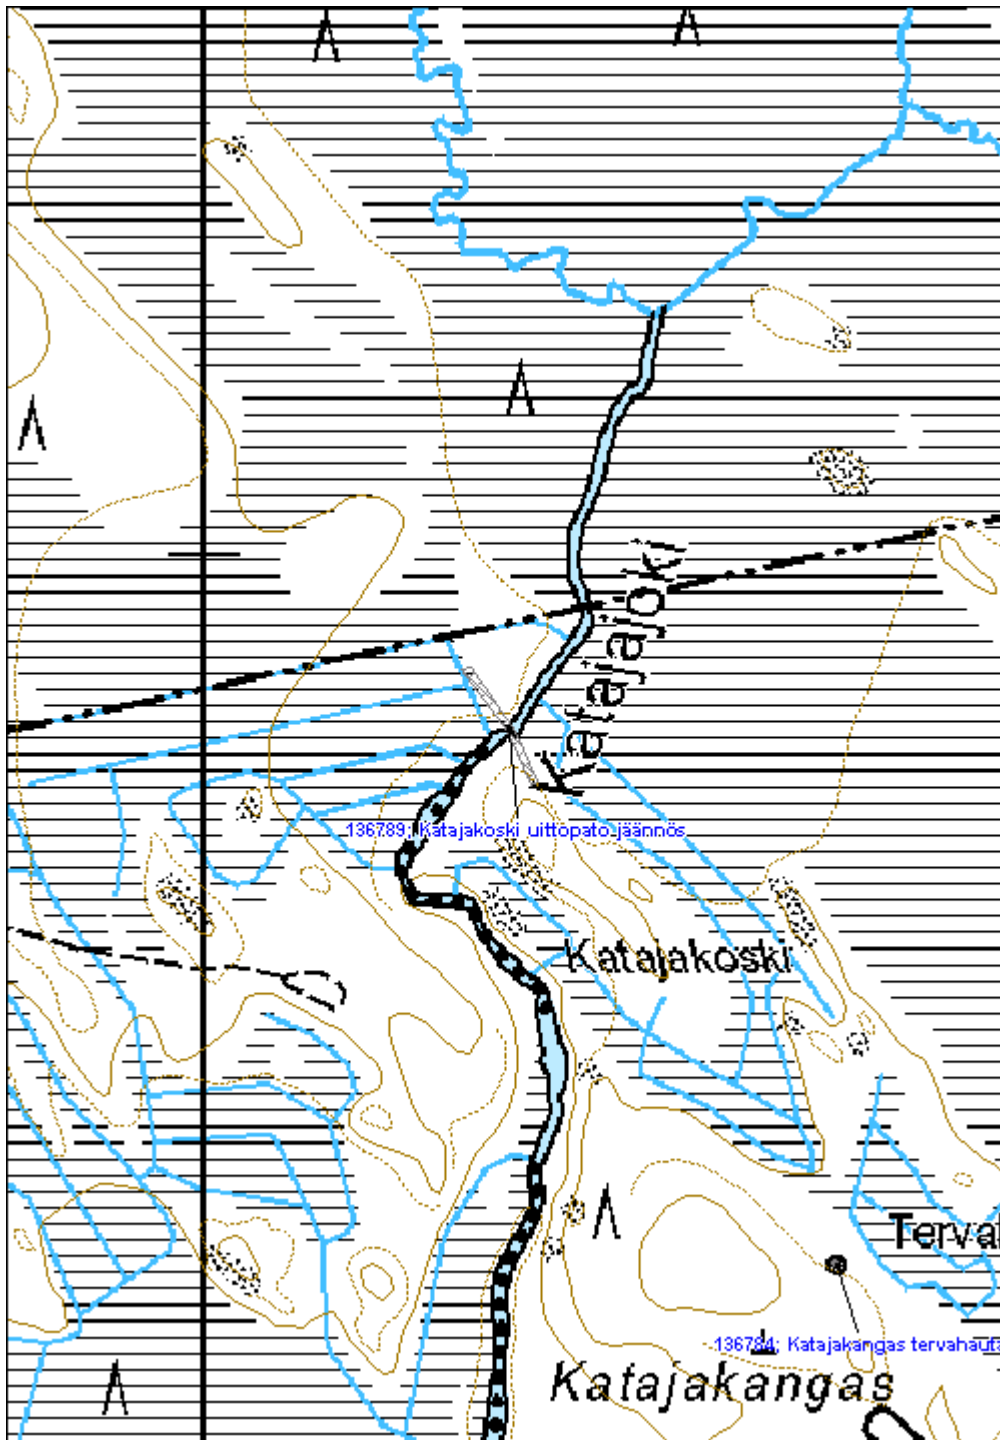 Katajajoki
136789; Katajakoski uittopato jäännös
Katajakoski
Terva
136784; Katajakangas tervahauta
Katajakangas